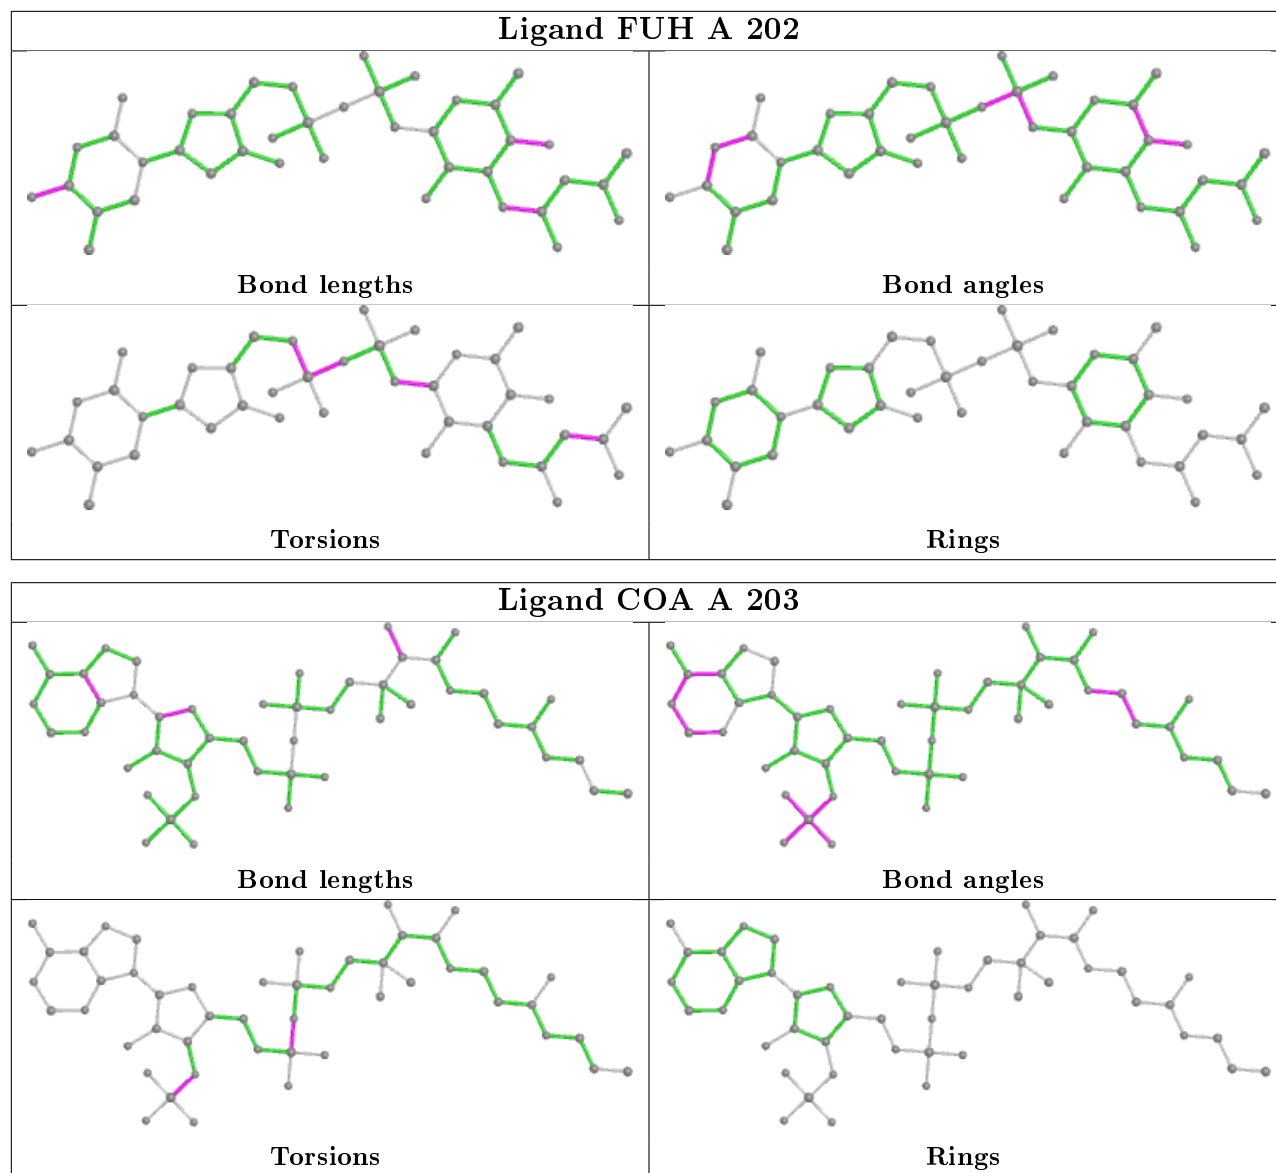 Ligand FUH A 202
Bond lengths
Bond angles
Torsions
Rings
Ligand COA A 203
Bond lengths
Bond angles
Torsions
Rings